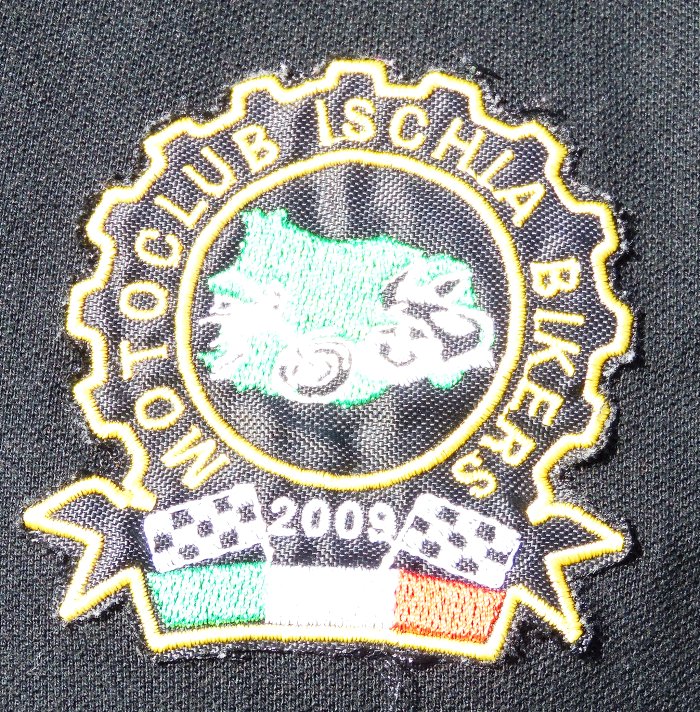 MOTOCLUB ISCHIA BIKERS
2009